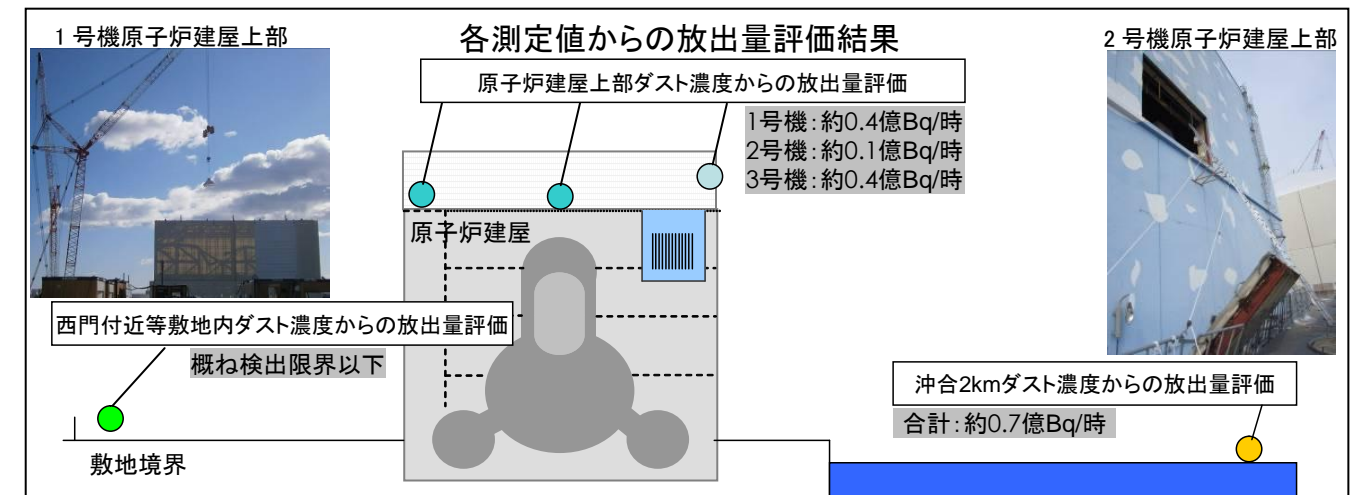 各測定値からの放出量評価結果
1号機原子炉建屋上部
2号機原子炉建屋上部
原子炉建屋上部ダスト濃度からの放出量評価
1号機：約0.4億Bq/時
2号機：約0.1億Bq/時
3号機：約0.4億Bq/時
原子炉建屋
西門付近等敷地内ダスト濃度からの放出量評価
概ね検出限界以下
敷地境界
沖合2kmダスト濃度からの放出量評価
合計：約0.7億Bq/時